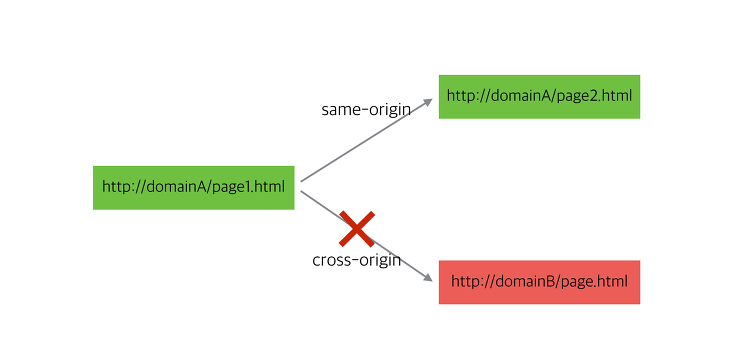 http://domainA/page2.html
same-origin
http://domainA/page1.html
cross-origin
http://domainB/page.html